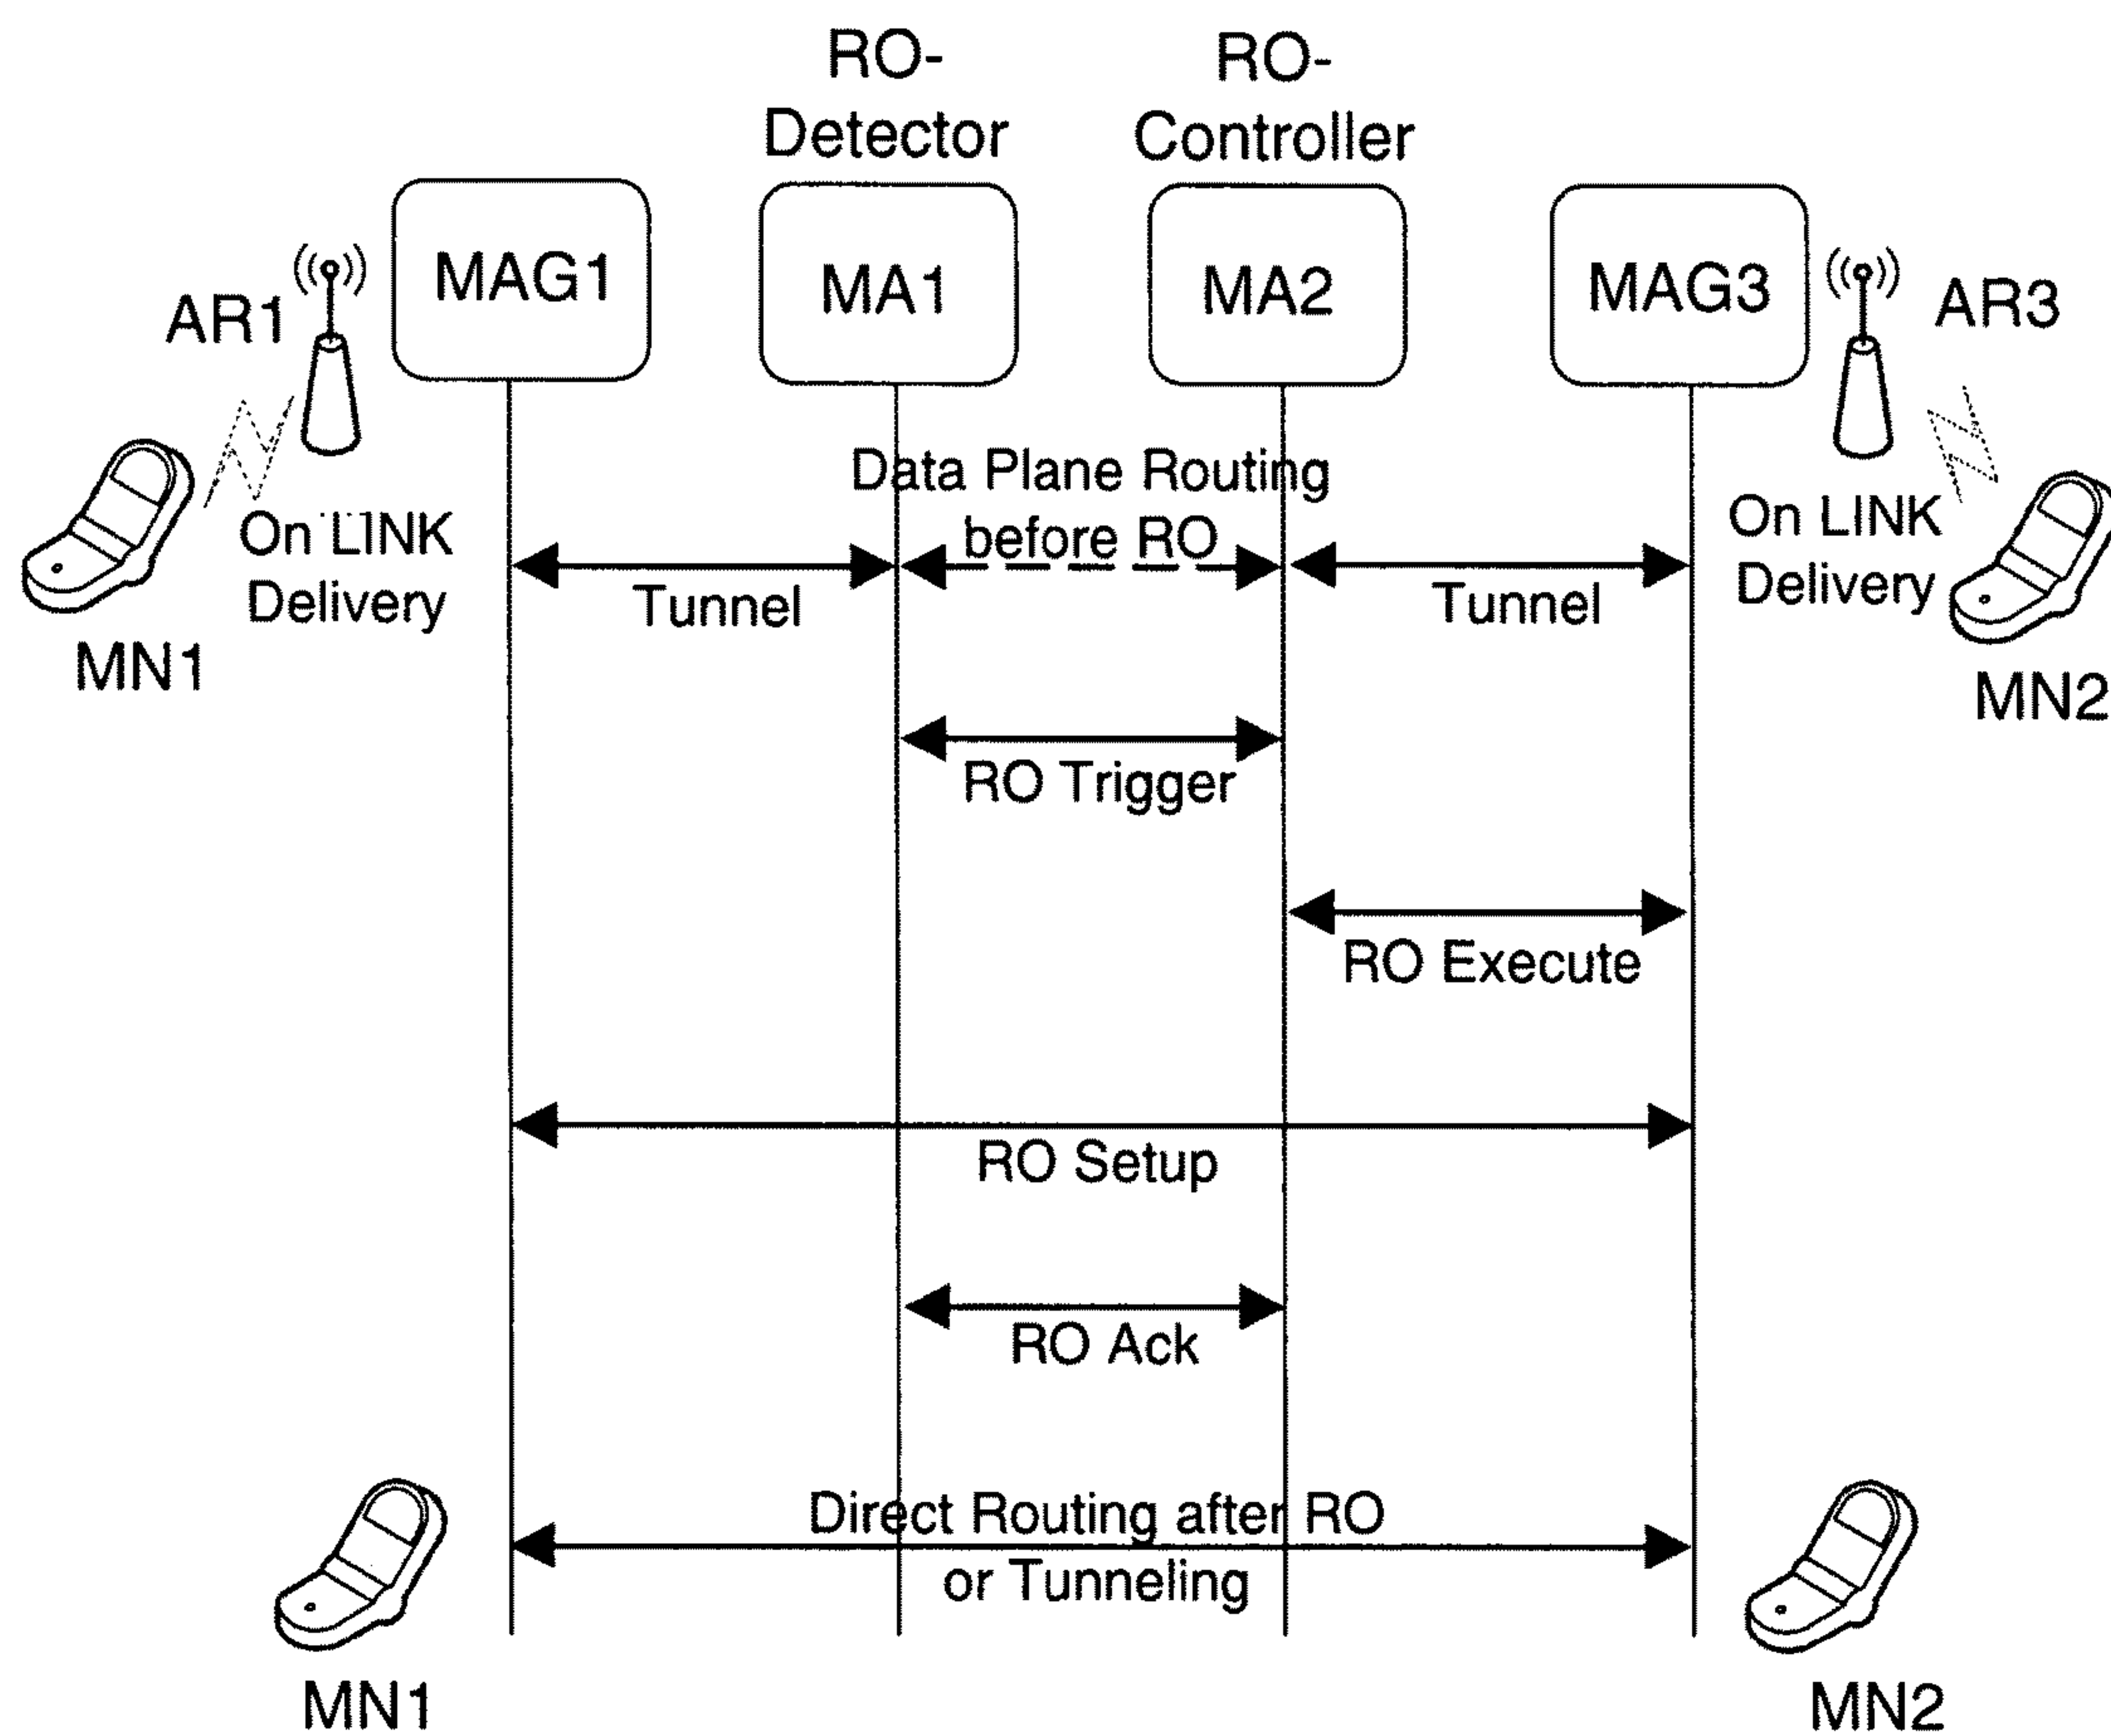 RO-
Detector
RO-
Controller
MAG1
MA1
MA2
MAG3
AR1
AR3
Data Plane Routing
before RO
On LINK
Delivery
On LINK
Delivery
Tunnel
Tunnel
MN1
MN2
RO Trigger
RO Execute
RO Setup
RO Ack
Direct Routing after RO
or Tunneling
MN1
MN2